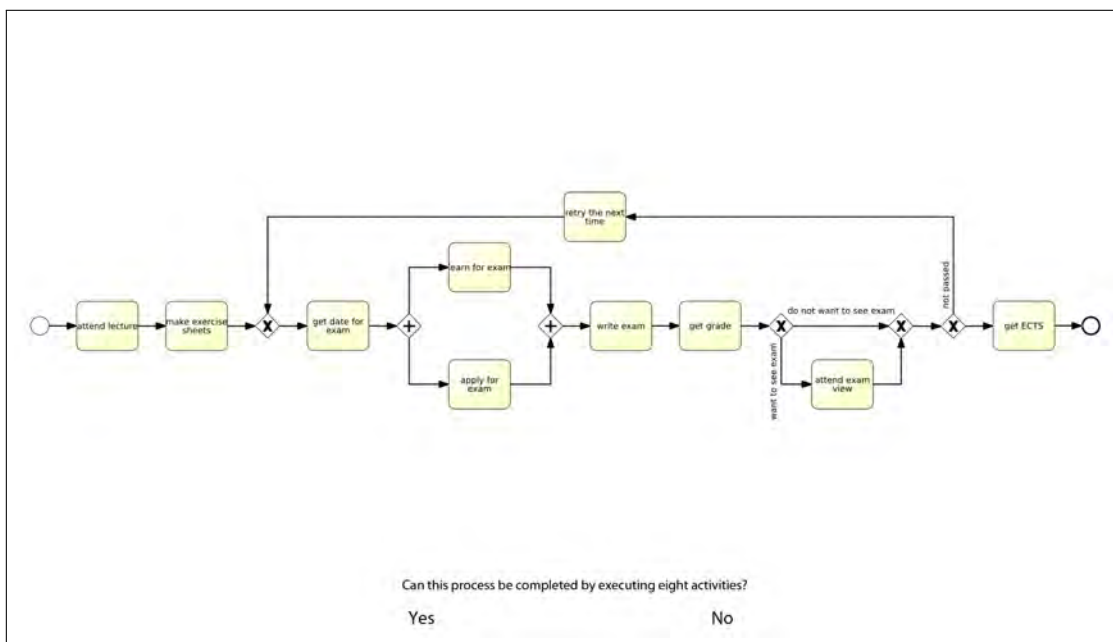 retry the next
time
earn for exam
not passed
do not want to see exam
attend lecture
make exercise
sheets
X
get date for
exam
+
+
write exam
get grade
X
X
X
get ECTS
apply for
exam
want to see exam
attend exam
view
Can this process be completed by executing eight activities?
Yes
No